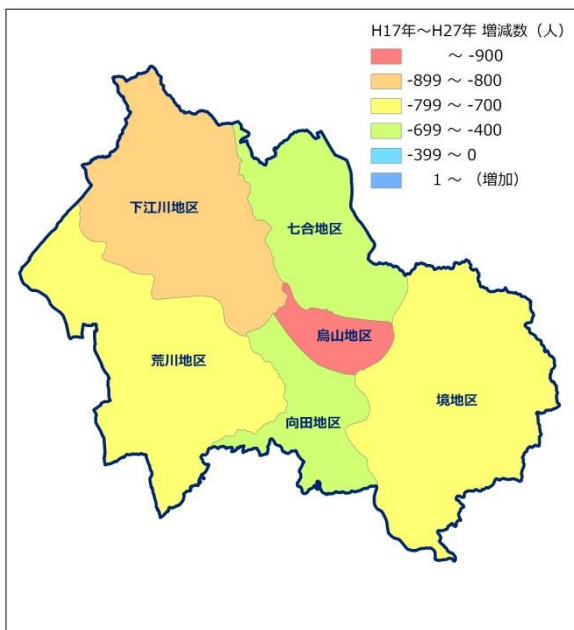 H17年～H27年 増減数（人）
～ -900
-899 ～ -800
-799 ～ -700
-699 ～ -400
-399 ～ 0
1 ～ （増加）
下江川地区
七合地区
烏山地区
荒川地区
境地区
向田地区